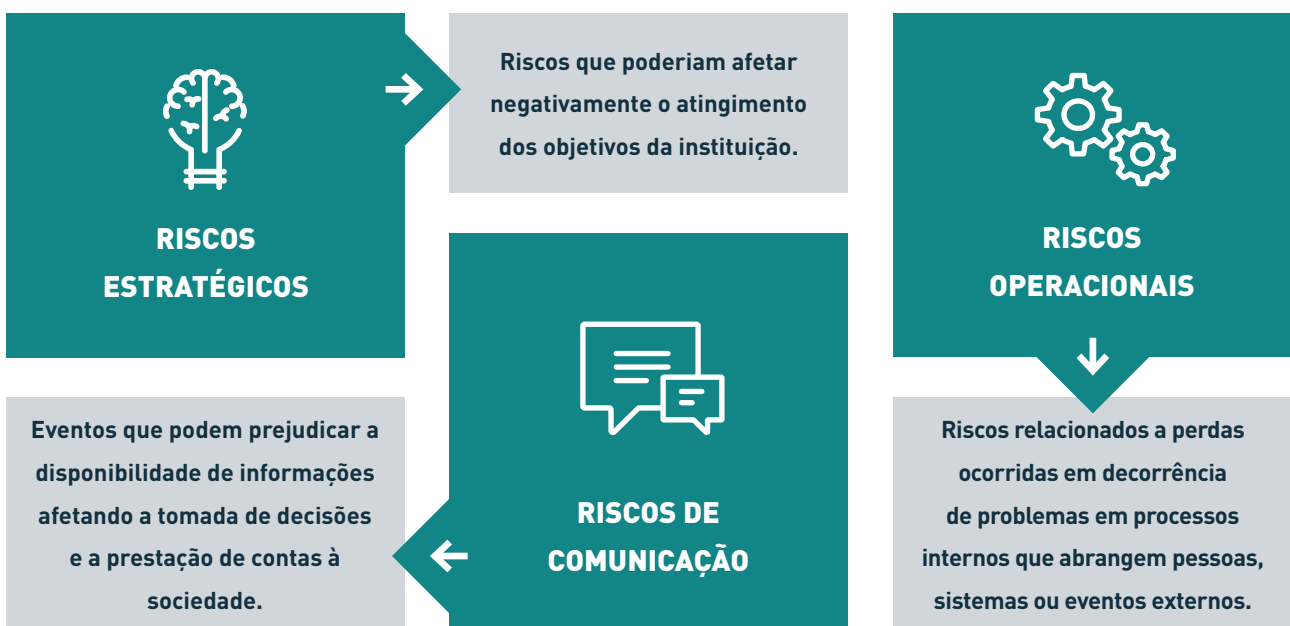 RISCOS
ESTRATÉGICOS
Riscos que poderiam afetar
negativamente o atingimento
dos objetivos da instituição.
RISCOS
OPERACIONAIS
Riscos relacionados a perdas
ocorridas em decorrência
de problemas em processos
internos que abrangem pessoas,
sistemas ou eventos externos.
RISCOS DE
COMUNICAÇÃO
Eventos que podem prejudicar a
disponibilidade de informações
afetando a tomada de decisões
e a prestação de contas à
sociedade.